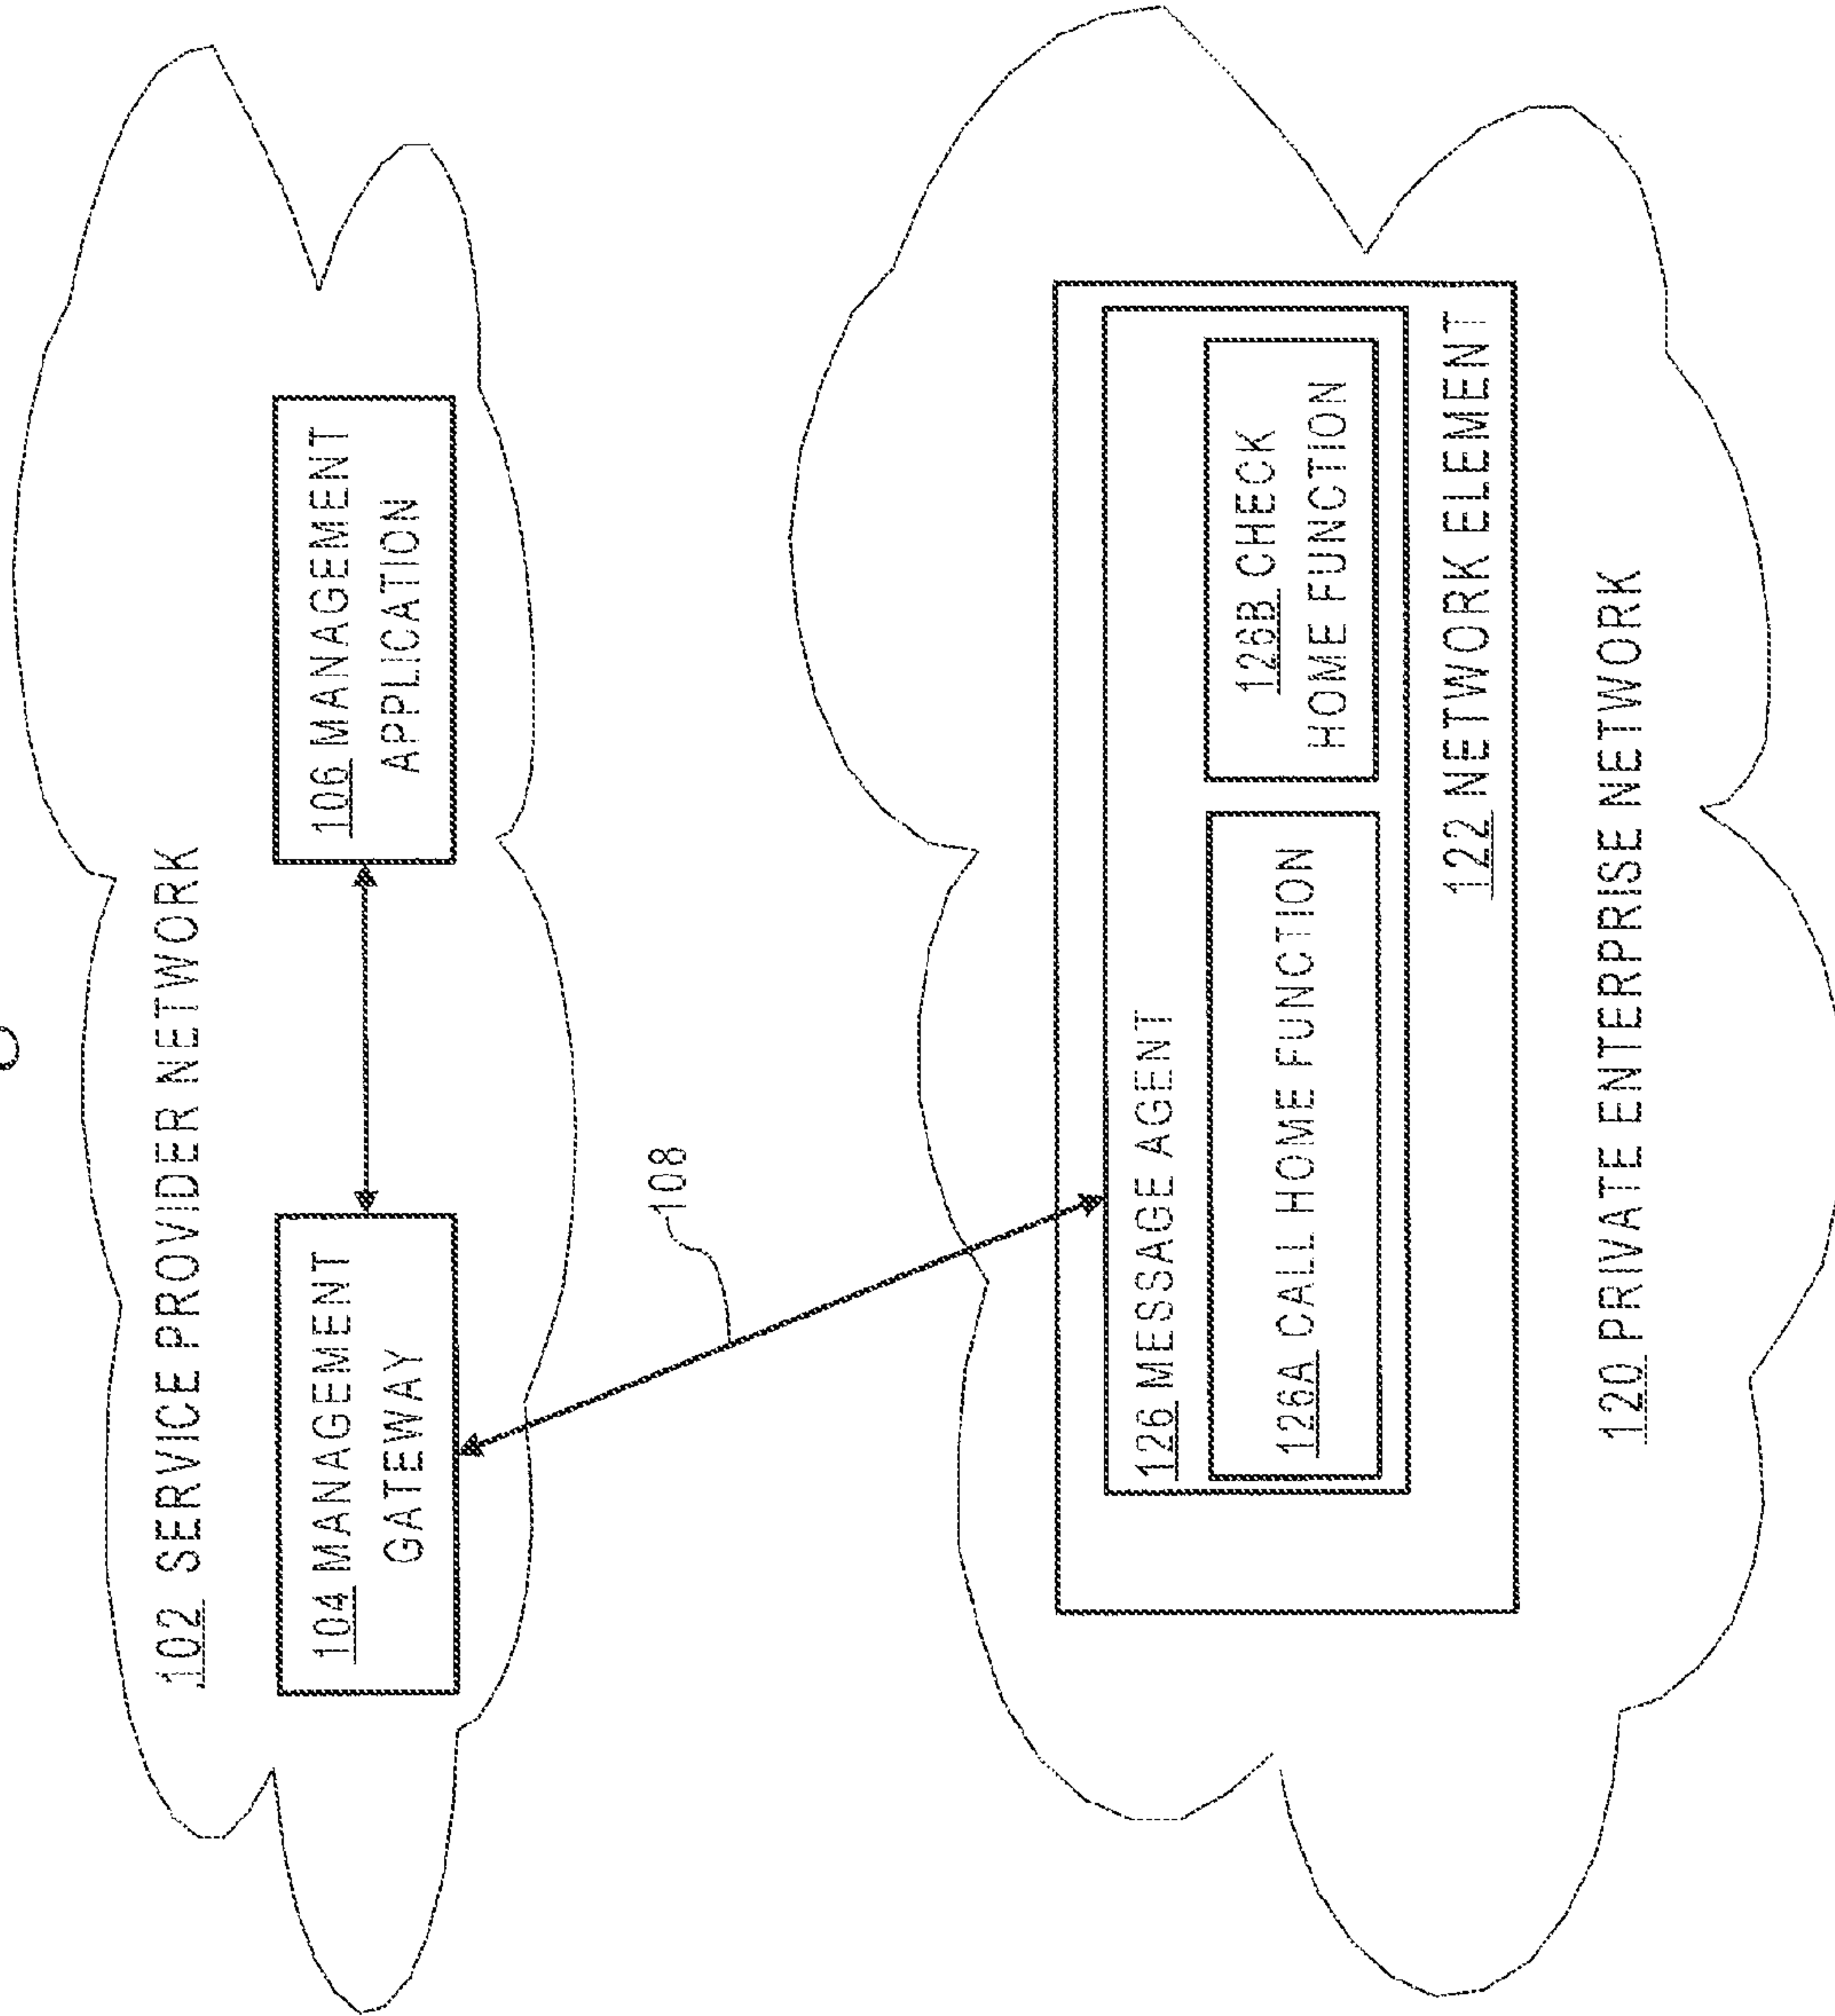 102 SERVICE PROVIDER NETWORK
104 MANAGEMENT
GATEWAY
106 MANAGEMENT
APPLICATION
108
126 MESSAGE AGENT
126A CALL HOME FUNCTION
126B CHECK
HOME FUNCTION
122 NETWORK ELEMENT
120 PRIVATE ENTERPRISE NETWORK